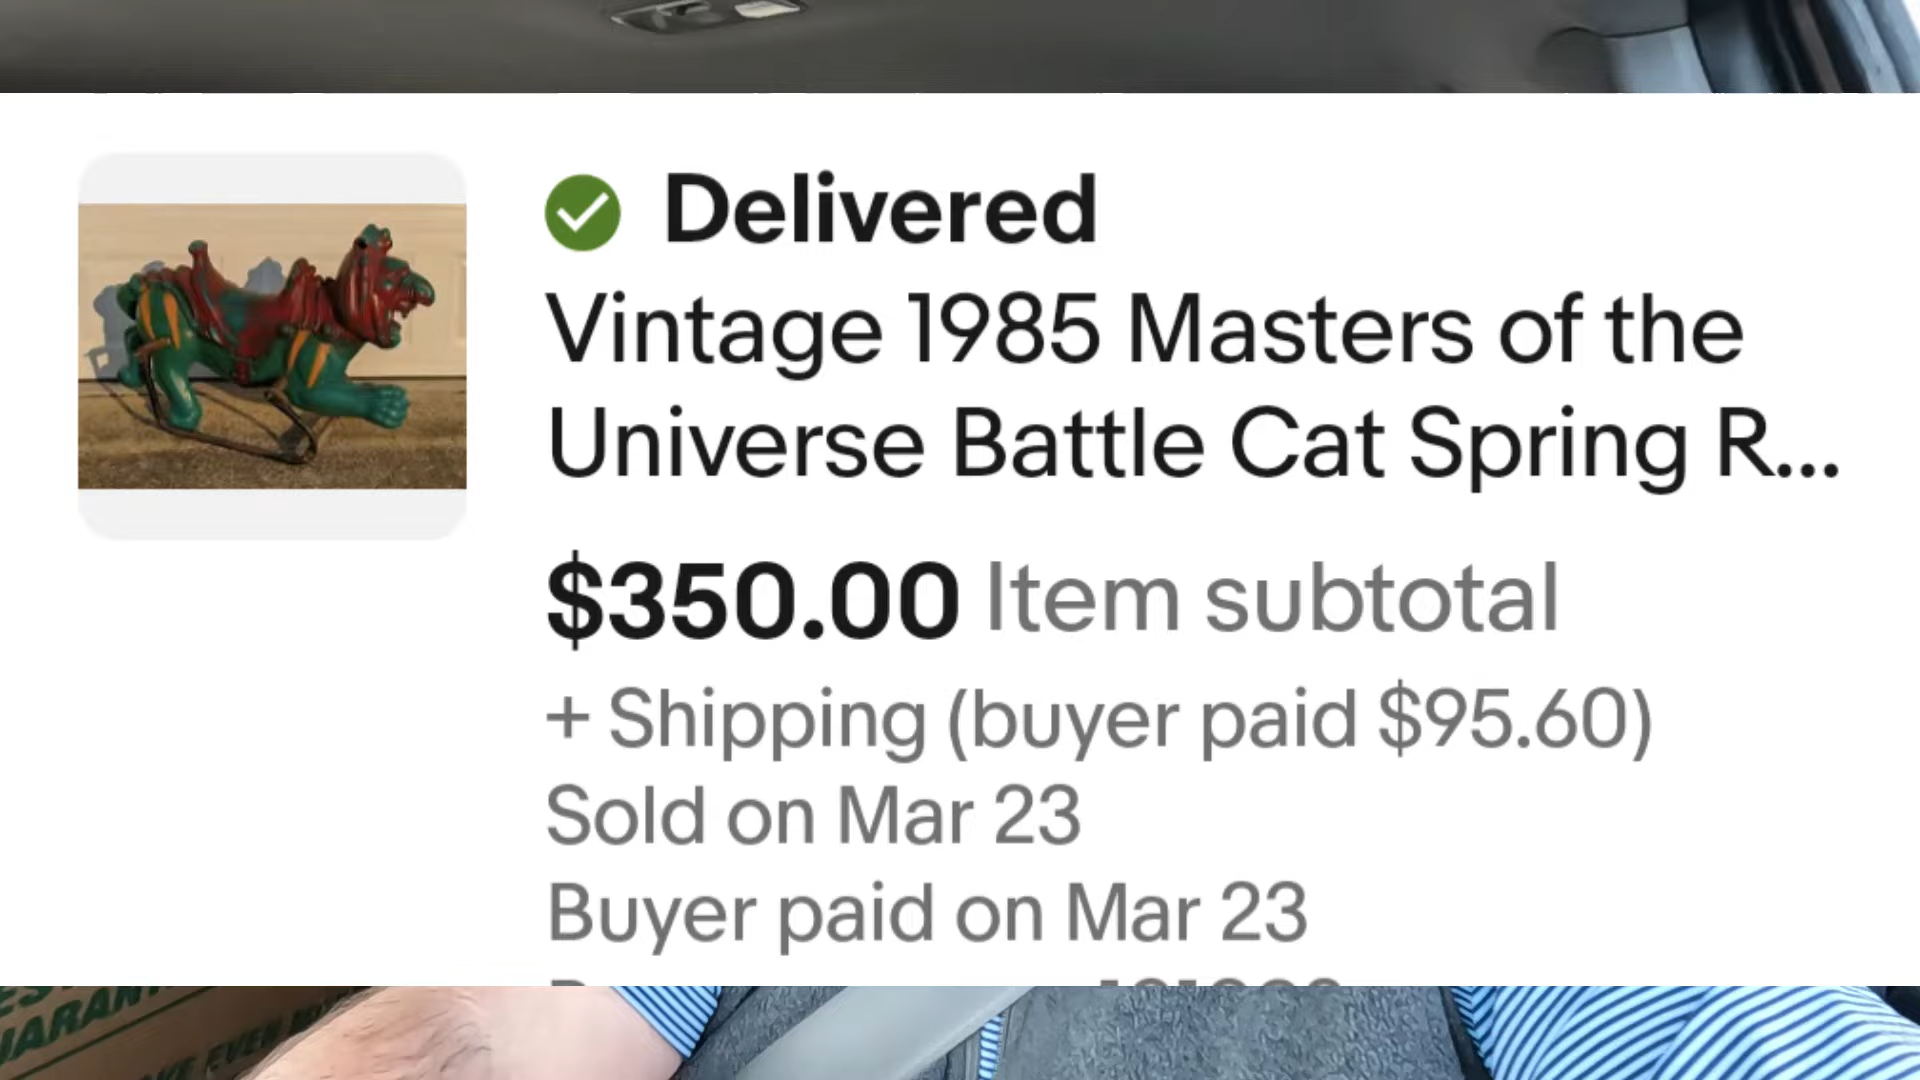 Delivered
Vintage 1985 Masters of the
Universe Battle Cat Spring R...
$350.00 Item subtotal
+ Shipping (buyer paid $95.60)
Sold on Mar 23
Buyer paid on Mar 23